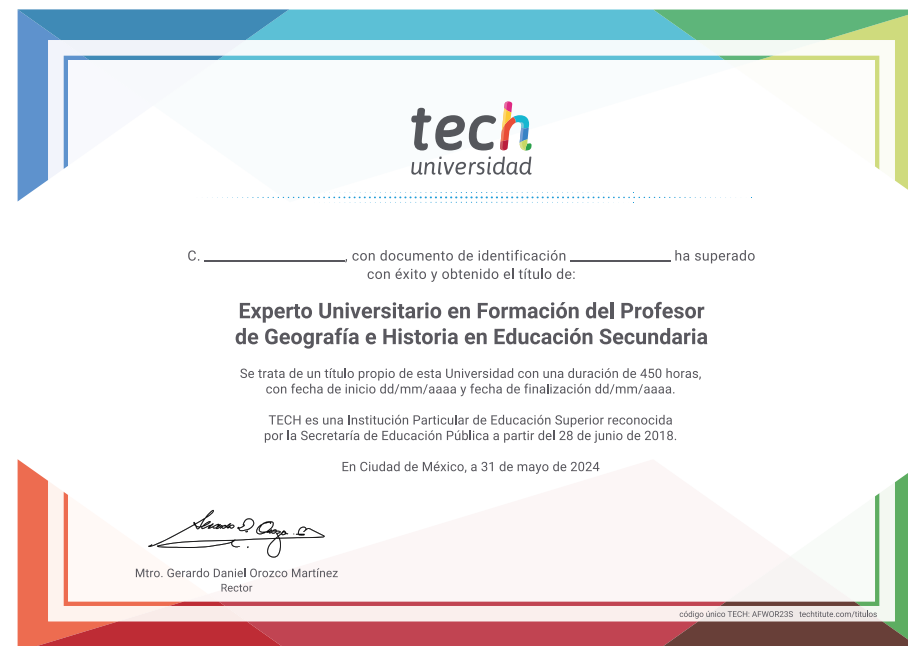 tech
universidad
C. ____________, con documento de identificación ____________ ha superado
con éxito y obtenido el título de:
Experto Universitario en Formación del Profesor
de Geografía e Historia en Educación Secundaria
Se trata de un título propio de esta Universidad con una duración de 450 horas,
con fecha de inicio dd/mm/aaaa y fecha de finalización dd/mm/aaaa.
TECH es una Institución Particular de Educación Superior reconocida
por la Secretaría de Educación Pública a partir del 28 de junio de 2018.
En Ciudad de México, a 31 de mayo de 2024
Mtro. Gerardo Daniel Orozco Martínez
Rector
código único TECH: AFWOR23S techtitute.com/titulos